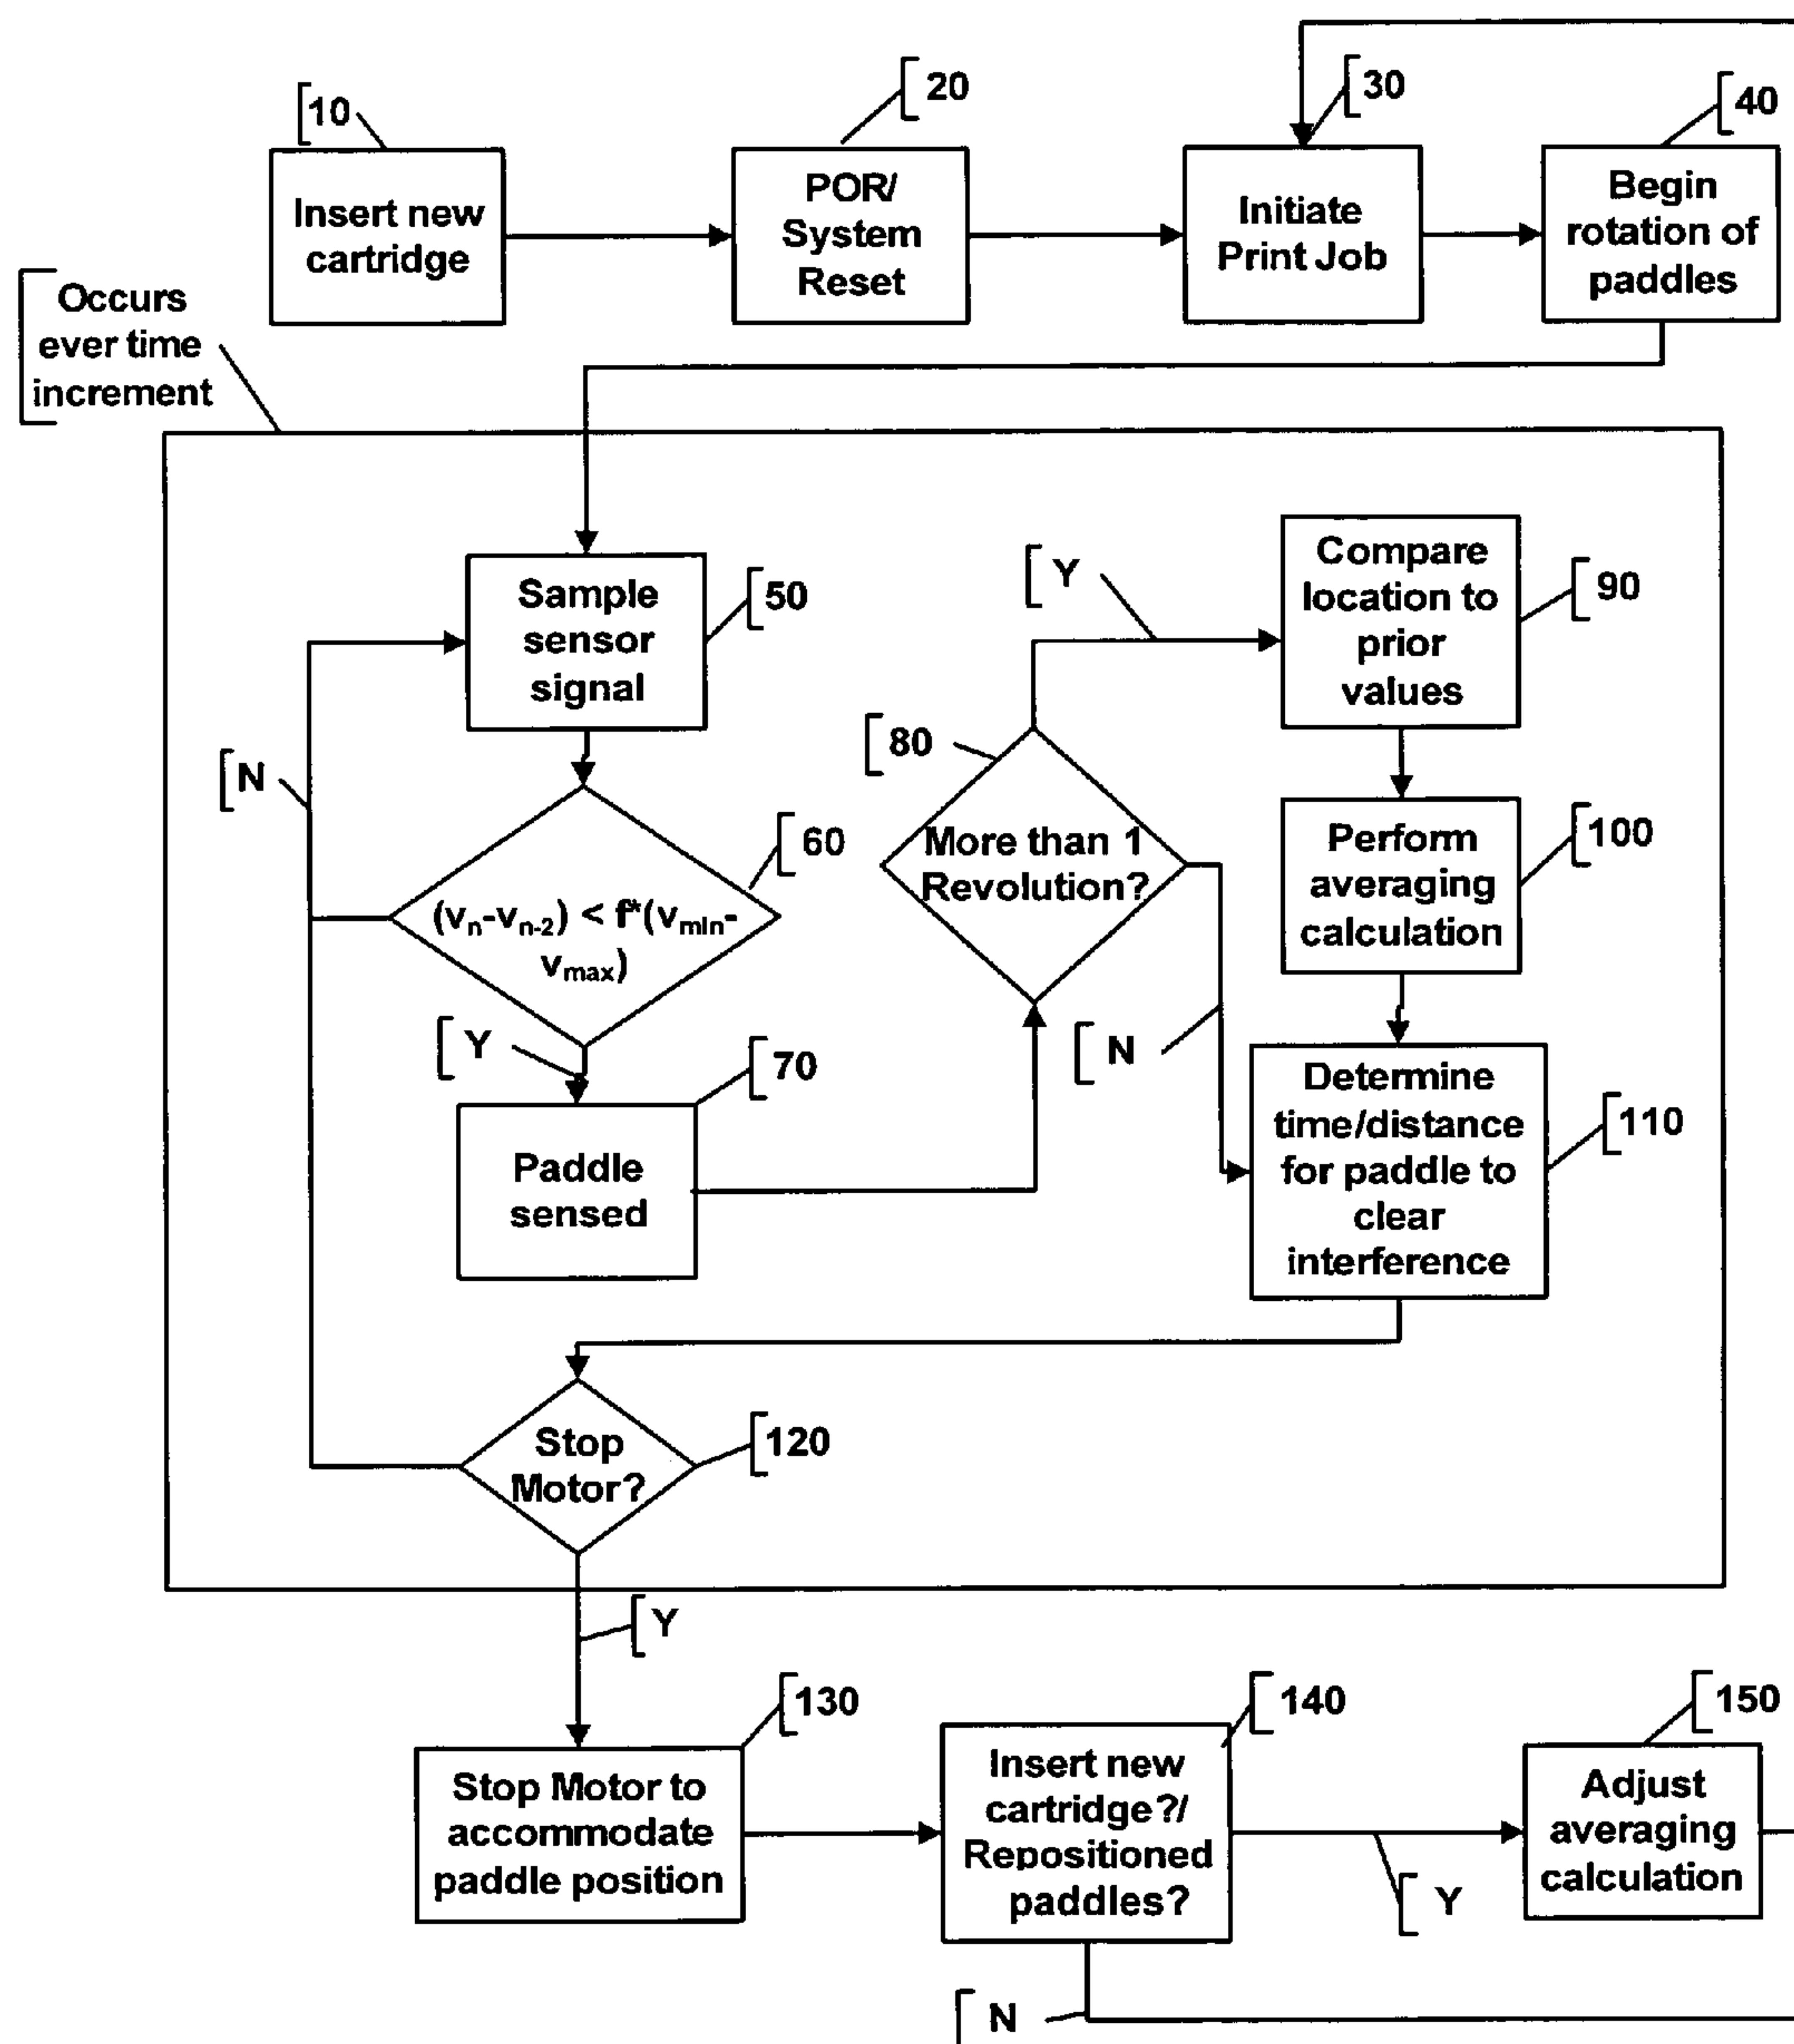 10
20
30
40
Insert new
cartridge
POR/
System
Reset
Initiate
Print Job
Begin
rotation of
paddles
Occurs
ever time
increment
Sample
sensor
signal
50
Y
Compare
location to
prior
values
90
N
80
60
(vn-vn-2) < f*(vmin-
vmax)
More than 1
Revolution?
Perform
averaging
calculation
100
Y
70
N
Paddle
sensed
Determine
time/distance
for paddle to
clear
interference
110
Stop
Motor?
120
Y
130
140
150
Stop Motor to
accommodate
paddle position
Insert new
cartridge?/
Repositioned
paddles?
Adjust
averaging
calculation
Y
N